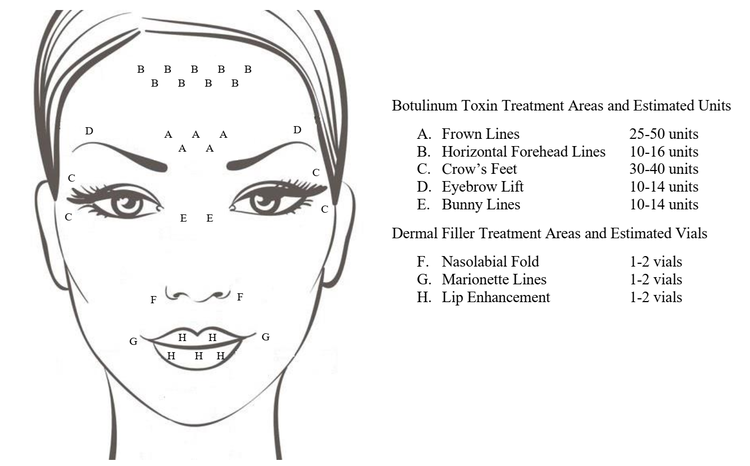 B B B B B
B B B B
D A A A D
A A
C C
C C
E E
F F
G H H G
H H H
Botulinum Toxin Treatment Areas and Estimated Units
A. Frown Lines 25-50 units
B. Horizontal Forehead Lines 10-16 units
C. Crow's Feet 30-40 units
D. Eyebrow Lift 10-14 units
E. Bunny Lines 10-14 units
Dermal Filler Treatment Areas and Estimated Vials
F. Nasolabial Fold 1-2 vials
G. Marionette Lines 1-2 vials
H. Lip Enhancement 1-2 vials